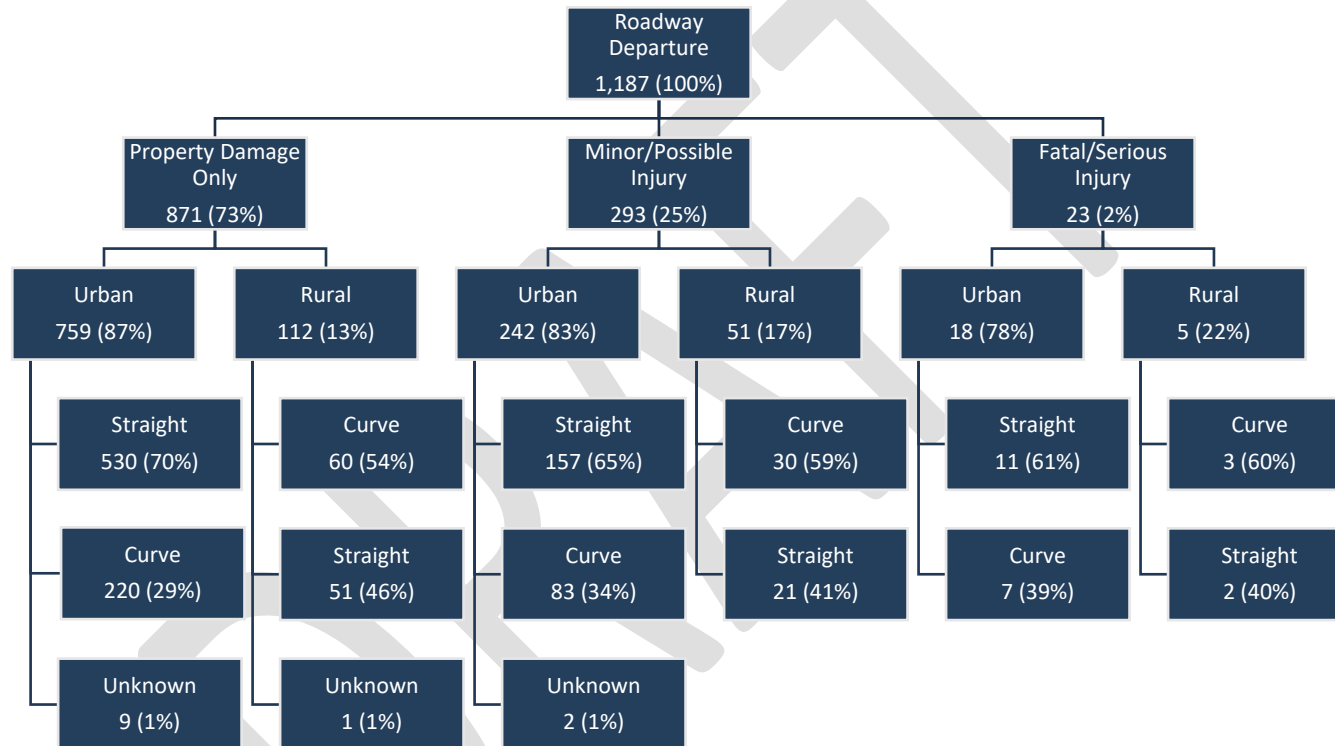 Roadway
Departure
1,187 (100%)
Property Damage
Only
871 (73%)
Minor/Possible
Injury
293 (25%)
Fatal/Serious
Injury
23 (2%)
Urban
759 (87%)
Rural
112 (13%)
Urban
242 (83%)
Rural
51 (17%)
Urban
18 (78%)
Rural
5 (22%)
Straight
530 (70%)
Curve
60 (54%)
Straight
157 (65%)
Curve
30 (59%)
Straight
11 (61%)
Curve
3 (60%)
Curve
220 (29%)
Straight
51 (46%)
Curve
83 (34%)
Straight
21 (41%)
Curve
7 (39%)
Straight
2 (40%)
Unknown
9 (1%)
Unknown
1 (1%)
Unknown
2 (1%)
DRAFT